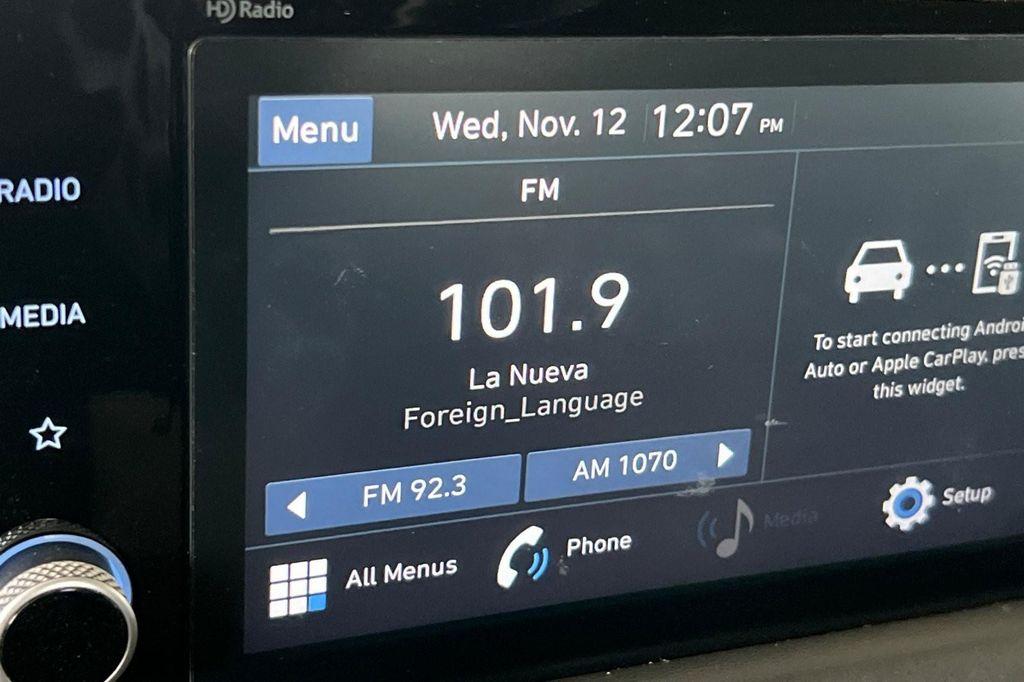 HD Radio
RADIO
MEDIA
Menu
Wed, Nov. 12 12:07 PM
FM
101.9
La Nueva
Foreign_Language
FM 92.3
AM 1070
To start connecting Androi
Auto or Apple CarPlay, pres
this widget.
All Menus
Phone
Media
Setup